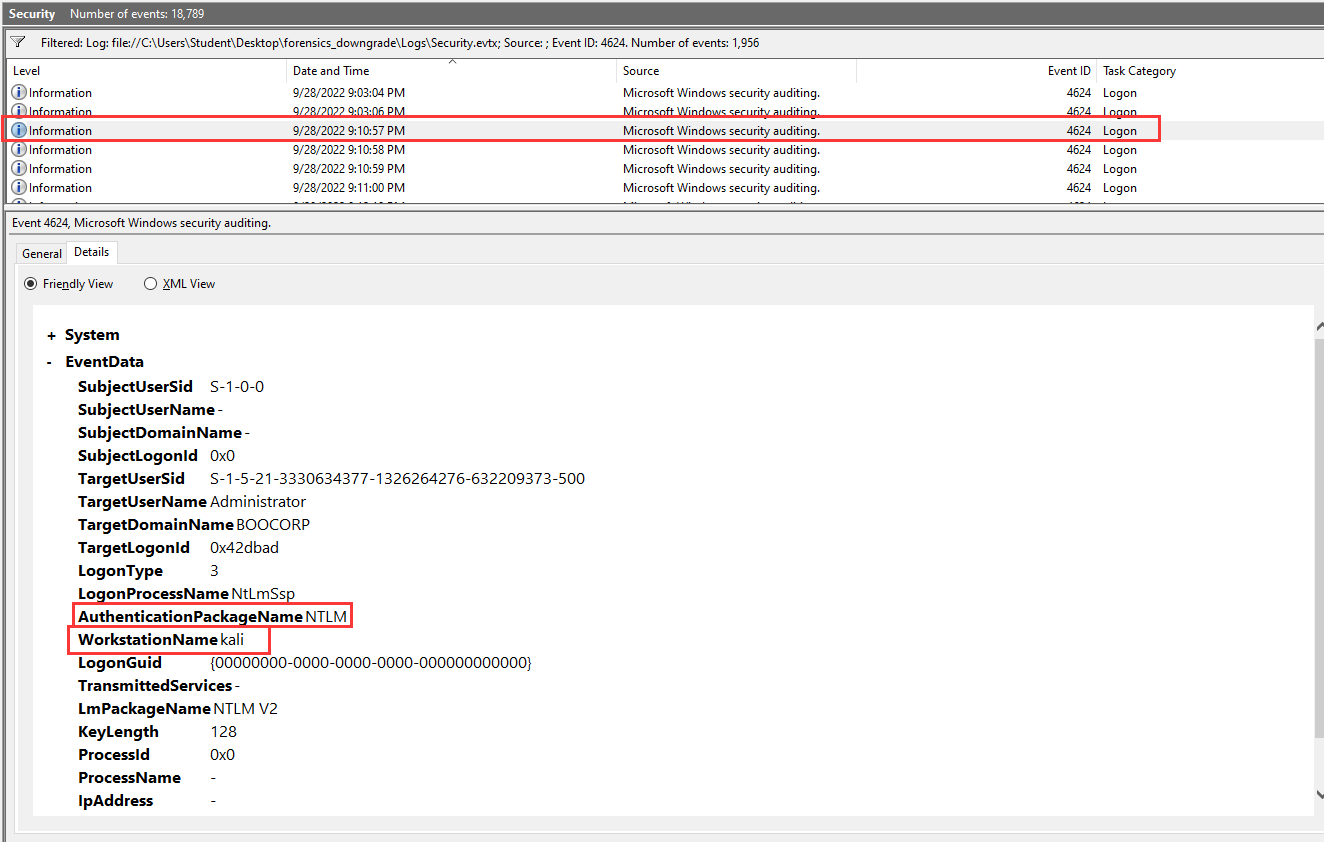 Security Number of events: 18,789
Filtered: Log: file://C:\Users\Student\Desktop\forensics_downgrade\Logs\Security.evtx; Source: ; Event ID: 4624. Number of events: 1,956
Level Date and Time Source Event ID Task Category
Information 9/28/2022 9:03:04 PM Microsoft Windows security auditing. 4624 Logon
Information 9/28/2022 9:03:06 PM Microsoft Windows security auditing. 4624 Logon
Information 9/28/2022 9:10:57 PM Microsoft Windows security auditing. 4624 Logon
Information 9/28/2022 9:10:58 PM Microsoft Windows security auditing. 4624 Logon
Information 9/28/2022 9:10:59 PM Microsoft Windows security auditing. 4624 Logon
Information 9/28/2022 9:11:00 PM Microsoft Windows security auditing. 4624 Logon
Event 4624, Microsoft Windows security auditing.
General Details
Friendly View XML View
+ System
- EventData
SubjectUserSid S-1-0-0
SubjectUserName -
SubjectDomainName -
SubjectLogonId 0x0
TargetUserSid S-1-5-21-3330634377-1326264276-632209373-500
TargetUserName Administrator
TargetDomainName BOOCORP
TargetLogonId 0x42dbad
LogonType 3
LogonProcessName NtLmSsp
AuthenticationPackageName NTLM
WorkstationName kali
LogonGuid {00000000-0000-0000-0000-000000000000}
TransmittedServices -
LmPackageName NTLM V2
KeyLength 128
ProcessId 0x0
ProcessName -
IpAddress -